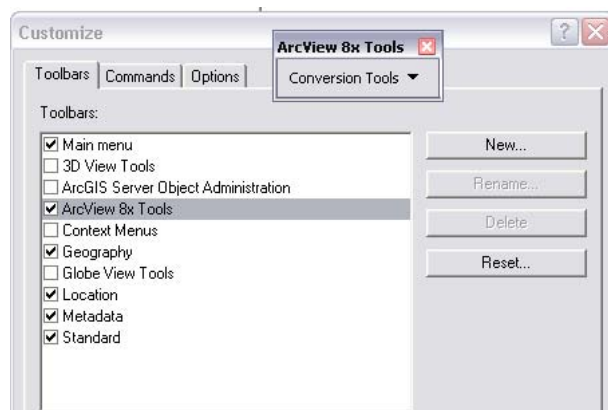 Customize
ArcView 8x Tools
Conversion Tools
Toolbars Commands Options
Toolbars:
Main menu
3D View Tools
ArcGIS Server Object Administration
ArcView 8x Tools
Context Menus
Geography
Globe View Tools
Location
Metadata
Standard
New...
Rename...
Delete
Reset...